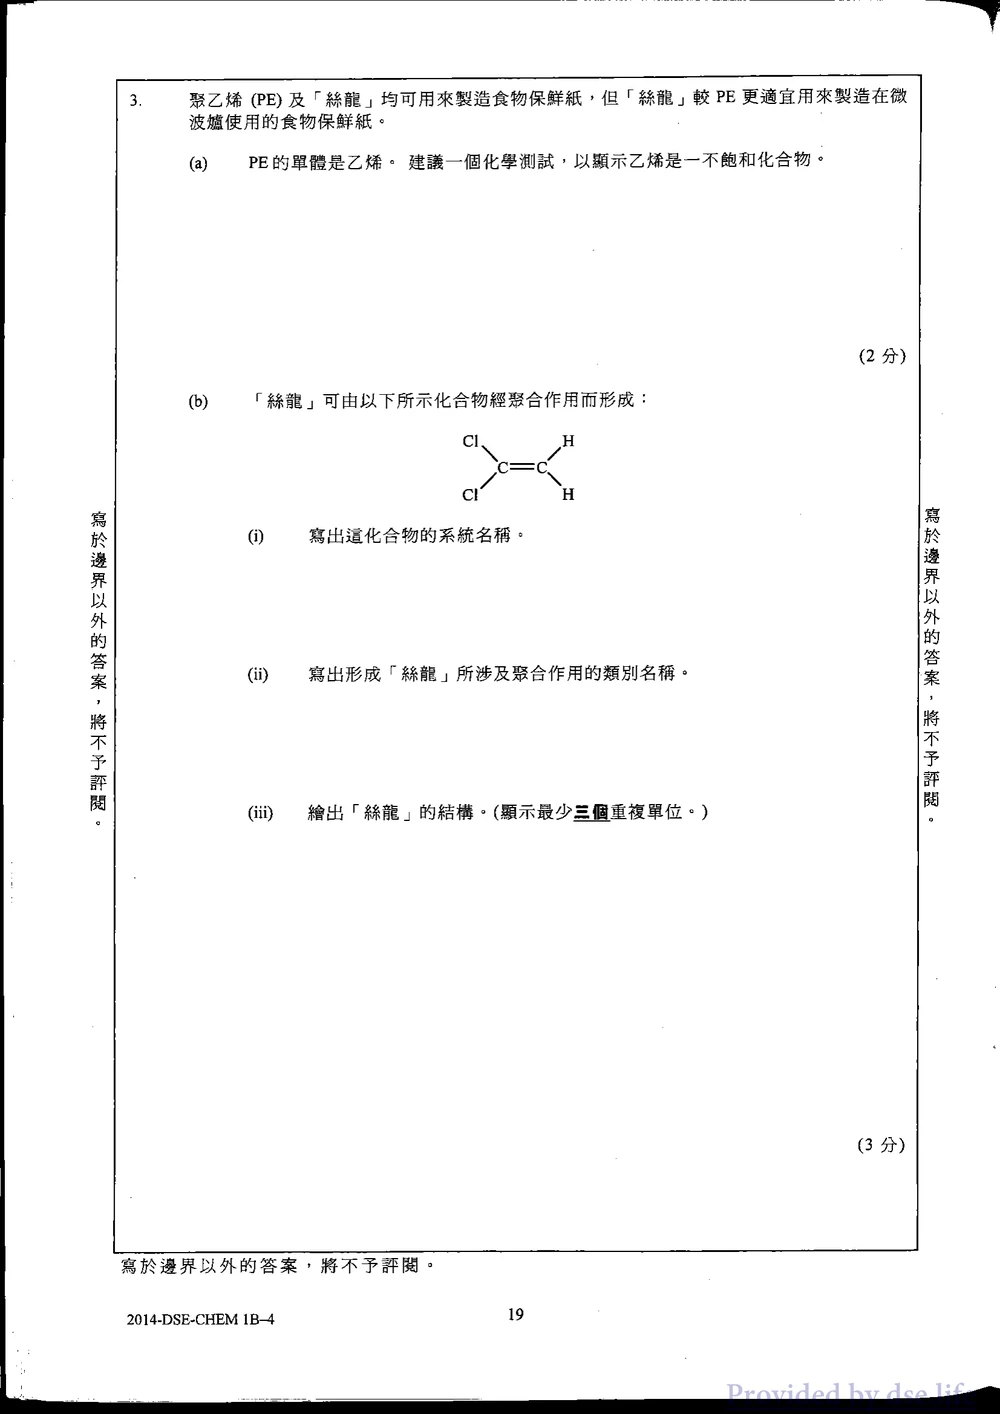 3. 聚乙烯 (PE) 及「絲龍」均可用來製造食物保鮮紙，但「絲龍」較 PE 更適宜用來製造在微
波爐使用的食物保鮮紙。
(a) PE 的單體是乙烯。 建議一個化學測試，以顯示乙烯是一不飽和化合物。
(2 分)
(b) 「絲龍」可由以下所示化合物經聚合作用而形成：
Cl H
C=C
Cl H
(i) 寫出這化合物的系統名稱。
(ii) 寫出形成「絲龍」所涉及聚合作用的類別名稱。
(iii) 繪出「絲龍」的結構。(顯示最少三個重複單位。)
(3 分)
寫於邊界以外的答案，將不予評閱。
寫於邊界以外的答案，將不予評閱。
寫於邊界以外的答案，將不予評閱。
2014-DSE-CHEM 1B–4
19
Provided by dse.life